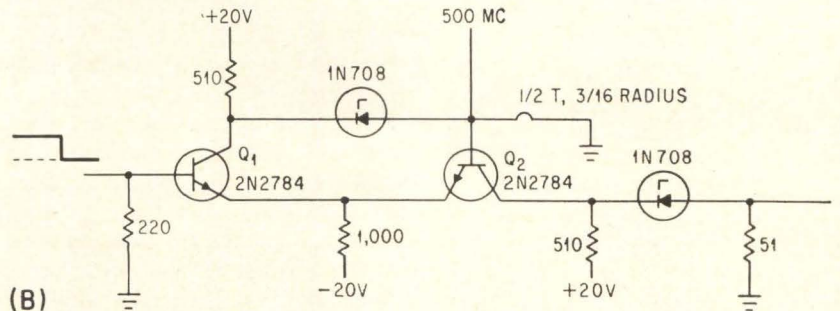 +20V
500 MC
510
1N708
1/2 T, 3/16 RADIUS
Q1
2N2784
Q2
2N2784
1N708
220
1,000
510
51
-20V
+20V
(B)